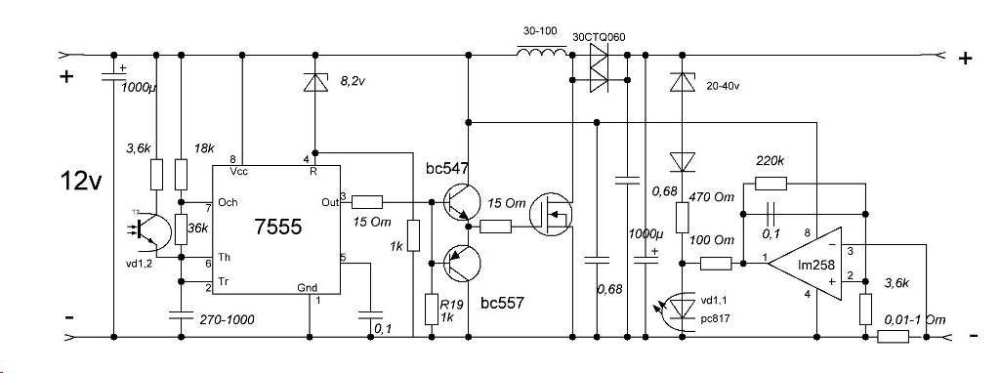 30-100
30CTQ060
+
+
+
1000µ
8,2v
20-40v
3,6k
18k
8
4
Vcc
R
bc547
220k
12v
7
Och
Out
3
15 Om
15 Om
0,68
470 Om
T2
36k
7555
1k
1000µ
+
100 Om
0,1
8
3
−
1
lm258
+
2
vd1,2
6
Th
5
2
Tr
Gnd
1
270-1000
0,1
R19
1k
bc557
0,68
vd1,1
pc817
4
3,6k
0,01-1 Om
-
-